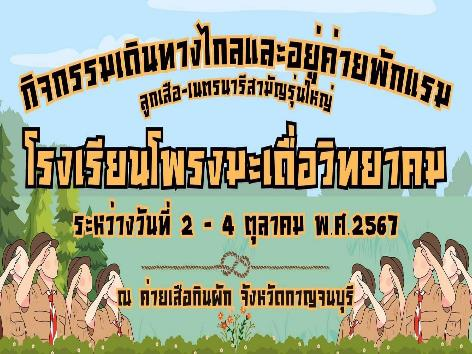 กิจกรรมเดินทางไกลและอยู่ค่ายพักแรม
ลูกเสือ-เนตรนารีสามัญรุ่นใหญ่
โรงเรียนโพรงมะเดื่อวิทยาคม
ระหว่างวันที่ 2 - 4 ตุลาคม พ.ศ.2567
ณ ค่ายเสือกินผัก จังหวัดกาญจนบุรี